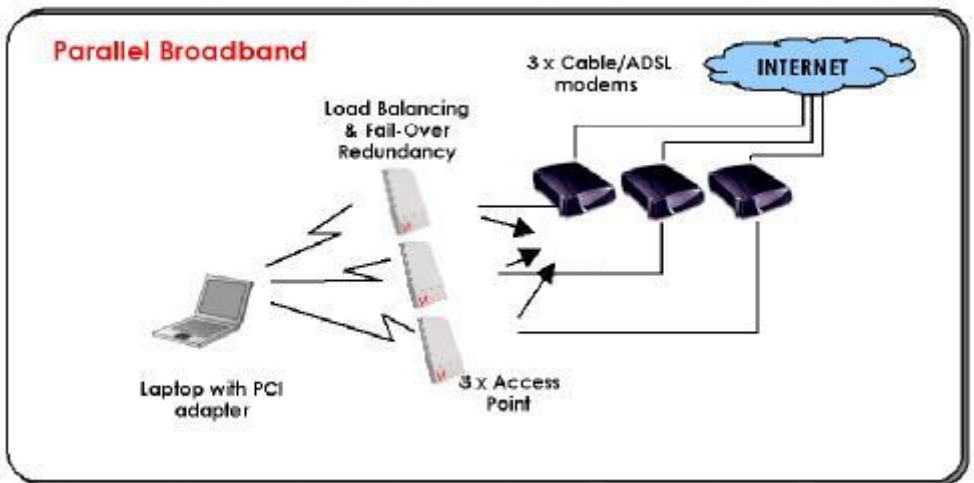 Parallel Broadband
3 x Cable/ADSL
modems
INTERNET
Load Balancing
& Fail-Over
Redundancy
Laptop with PCI
adapter
3 x Access
Point